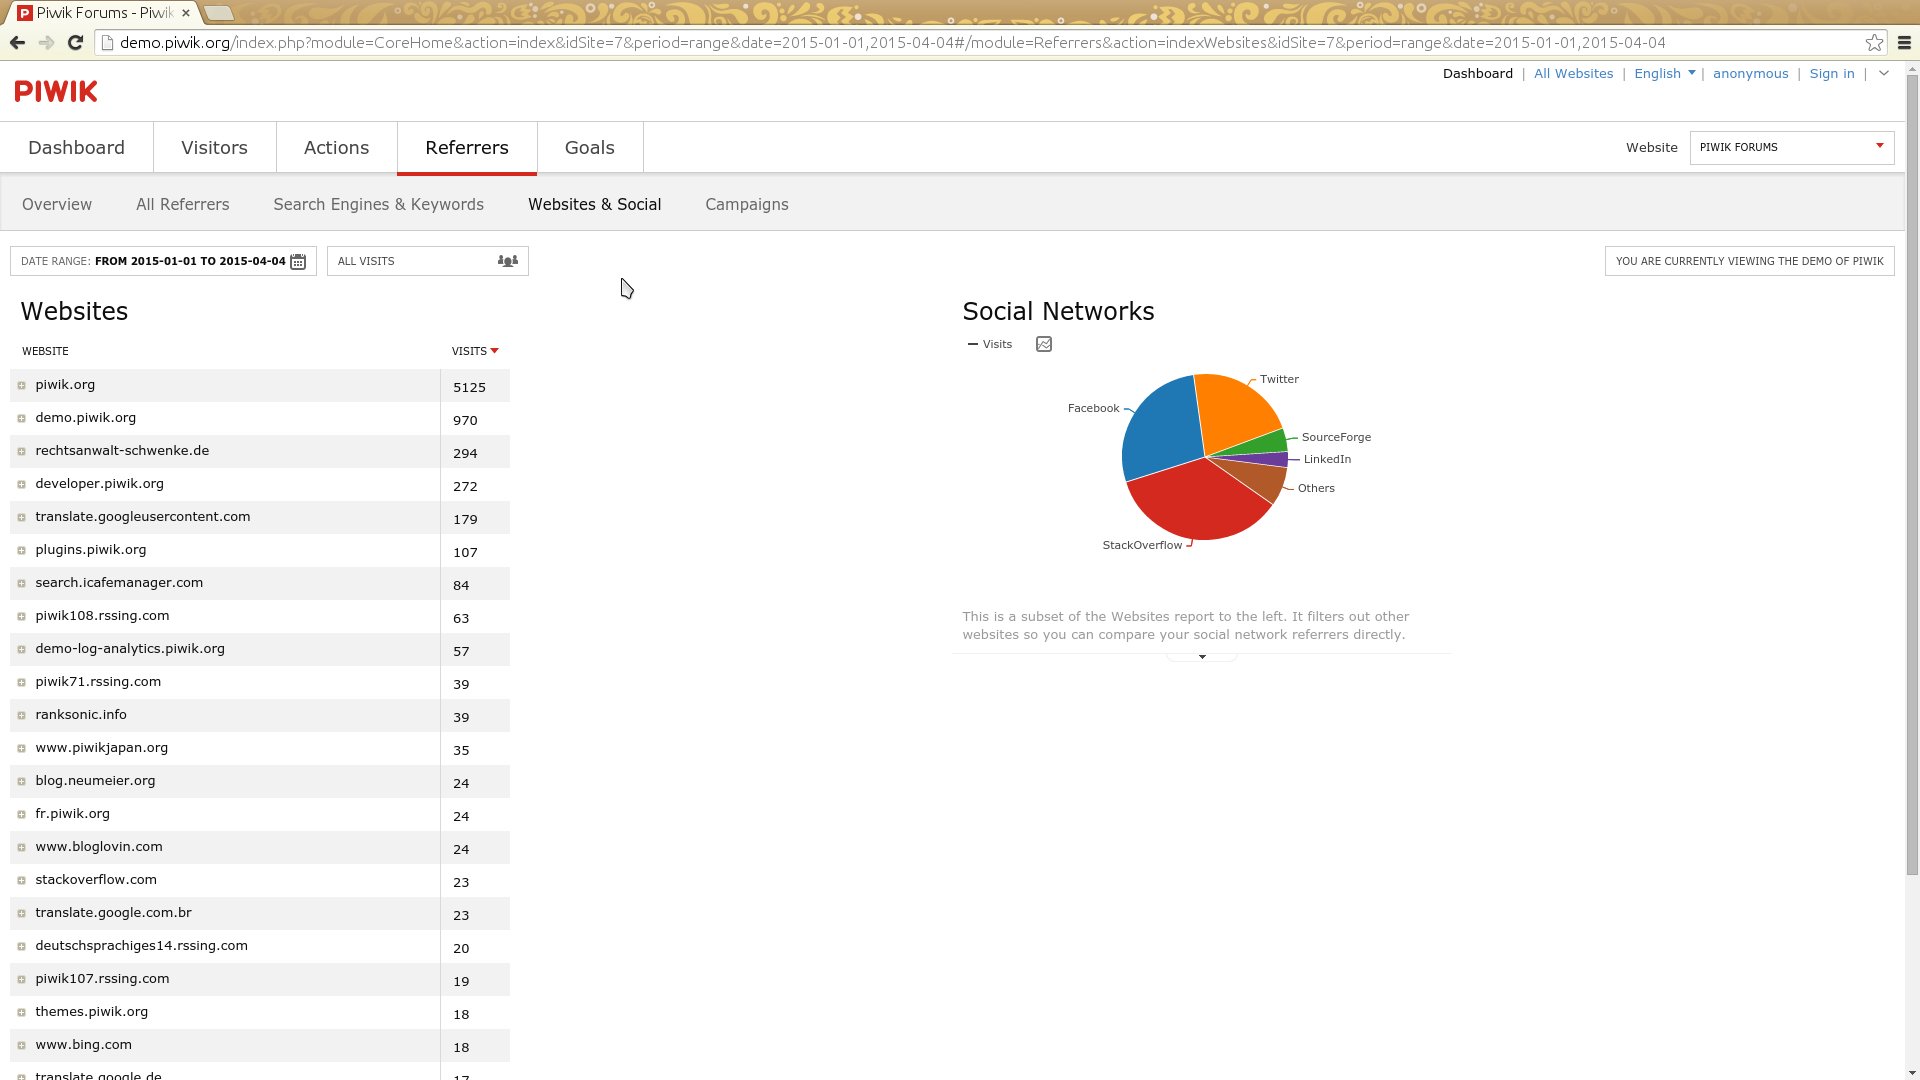 Piwik Forums - Piwik
demo.piwik.org/index.php?module=CoreHome&action=index&idSite=7&period=range&date=2015-01-01,2015-04-04#/module=Referrers&action=indexWebsites&idSite=7&period=range&date=2015-01-01,2015-04-04
Dashboard | All Websites | English | anonymous | Sign in |
PIWIK
Dashboard Visitors Actions Referrers Goals
Website PIWIK FORUMS
Overview All Referrers Search Engines & Keywords Websites & Social Campaigns
DATE RANGE: FROM 2015-01-01 TO 2015-04-04 ALL VISITS
YOU ARE CURRENTLY VIEWING THE DEMO OF PIWIK
Websites
WEBSITE VISITS
piwik.org 5125
demo.piwik.org 970
rechtsanwalt-schwenke.de 294
developer.piwik.org 272
translate.googleusercontent.com 179
plugins.piwik.org 107
search.icafemanager.com 84
piwik108.rssing.com 63
demo-log-analytics.piwik.org 57
piwik71.rssing.com 39
ranksonic.info 39
www.piwikjapan.org 35
blog.neumeier.org 24
fr.piwik.org 24
www.bloglovin.com 24
stackoverflow.com 23
translate.google.com.br 23
deutschsprachiges14.rssing.com 20
piwik107.rssing.com 19
themes.piwik.org 18
www.bing.com 18
translate.google.de 17
Social Networks
Visits
Twitter
Facebook
SourceForge
LinkedIn
Others
StackOverflow
This is a subset of the Websites report to the left. It filters out other
websites so you can compare your social network referrers directly.